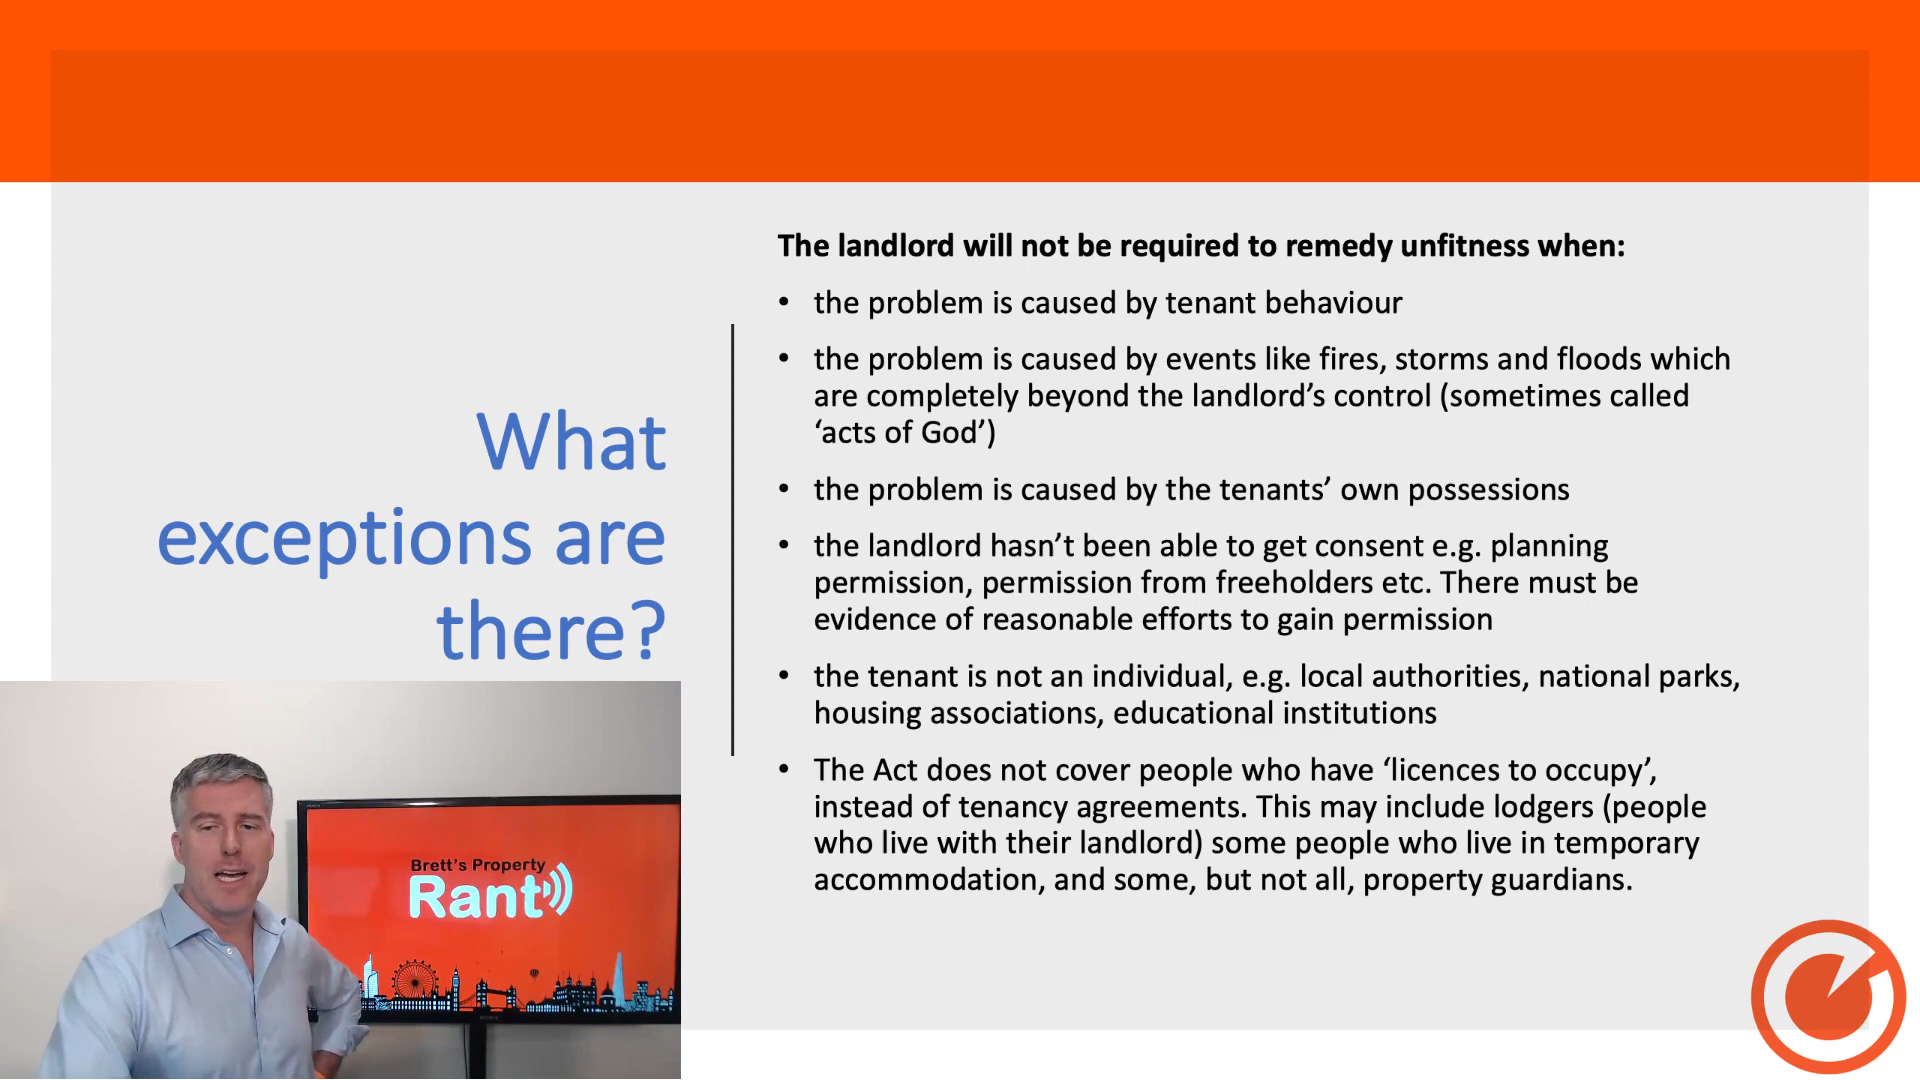 What
exceptions are
there?
The landlord will not be required to remedy unfitness when:
• the problem is caused by tenant behaviour
• the problem is caused by events like fires, storms and floods which
are completely beyond the landlord’s control (sometimes called
‘acts of God’)
• the problem is caused by the tenants’ own possessions
• the landlord hasn’t been able to get consent e.g. planning
permission, permission from freeholders etc. There must be
evidence of reasonable efforts to gain permission
• the tenant is not an individual, e.g. local authorities, national parks,
housing associations, educational institutions
• The Act does not cover people who have ‘licences to occupy’,
instead of tenancy agreements. This may include lodgers (people
who live with their landlord) some people who live in temporary
accommodation, and some, but not all, property guardians.
Brett’s Property
Rant
SONY